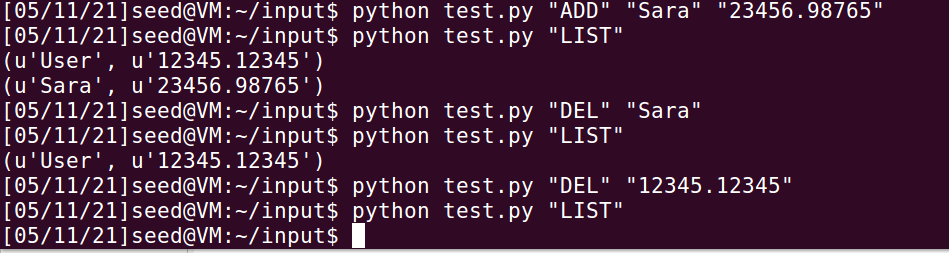 [05/11/21]seed@VM:~/input$ python test.py "ADD" "Sara" "23456.98765"
[05/11/21]seed@VM:~/input$ python test.py "LIST"
(u'User', u'12345.12345')
(u'Sara', u'23456.98765')
[05/11/21]seed@VM:~/input$ python test.py "DEL" "Sara"
[05/11/21]seed@VM:~/input$ python test.py "LIST"
(u'User', u'12345.12345')
[05/11/21]seed@VM:~/input$ python test.py "DEL" "12345.12345"
[05/11/21]seed@VM:~/input$ python test.py "LIST"
[05/11/21]seed@VM:~/input$